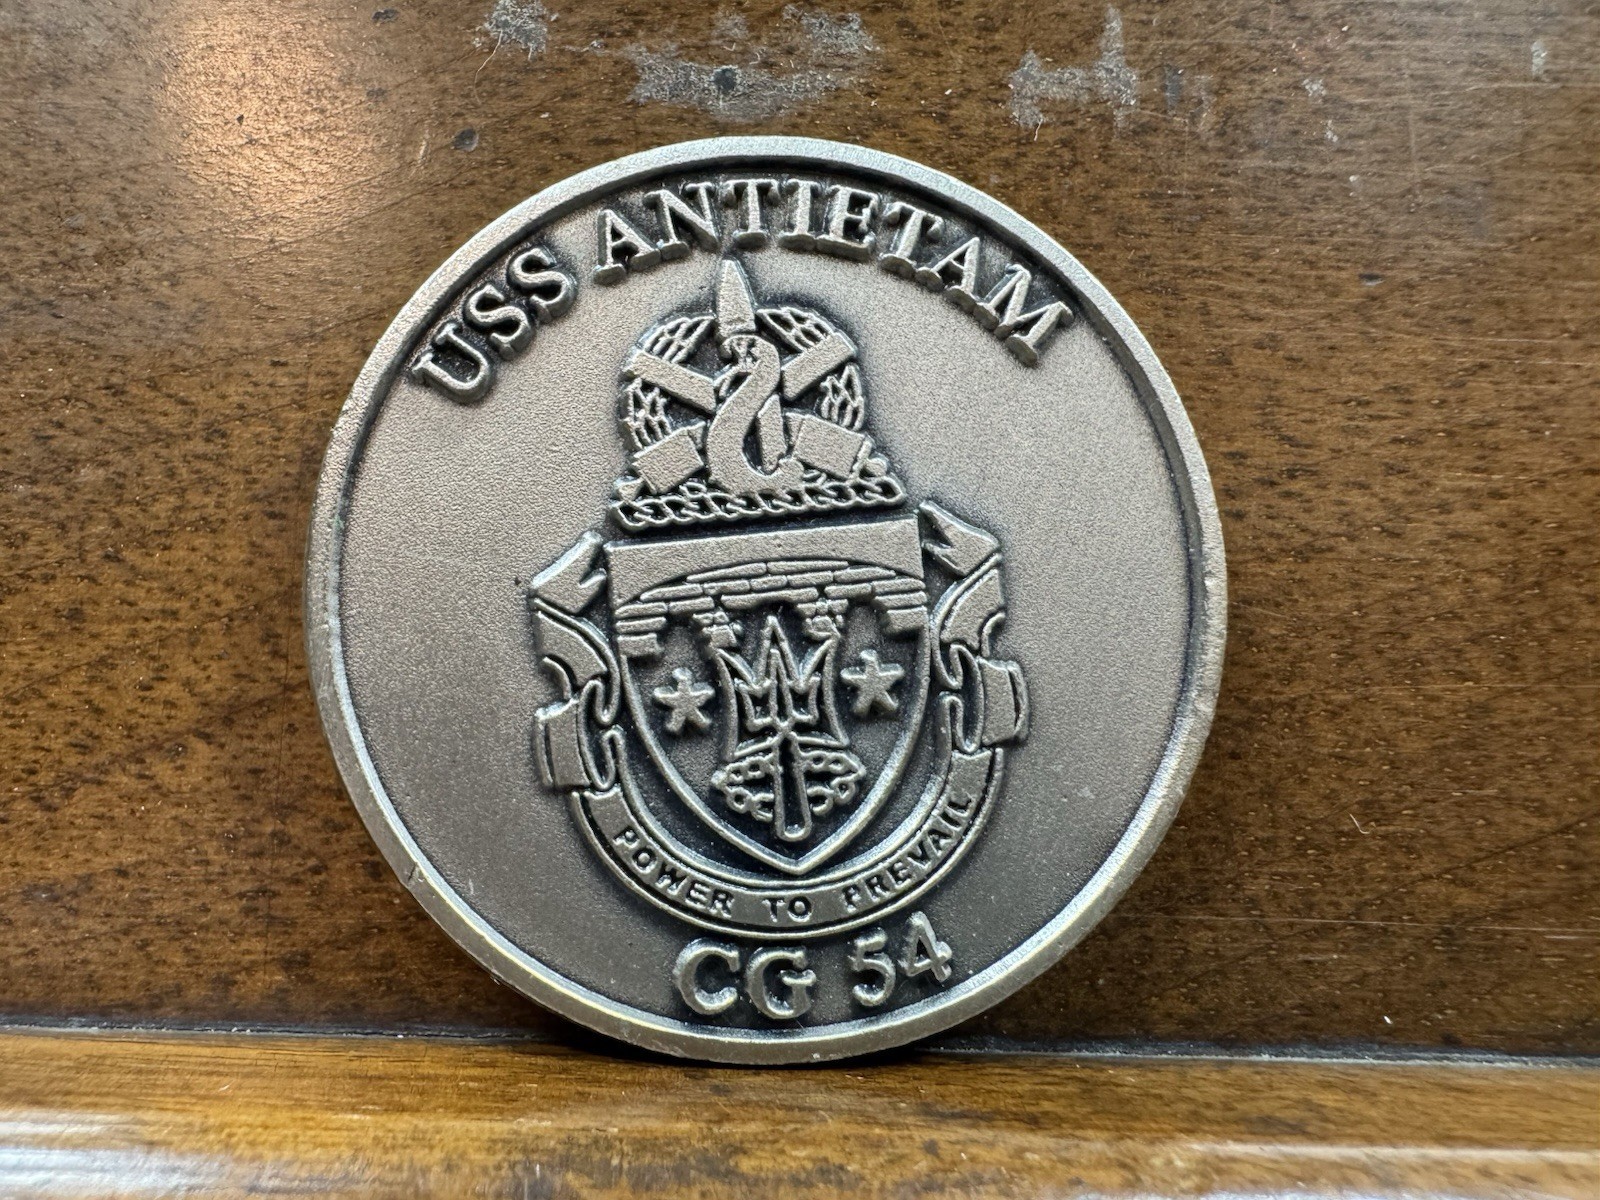 USS ANTIETAM
POWER TO PREVAIL
CG 54